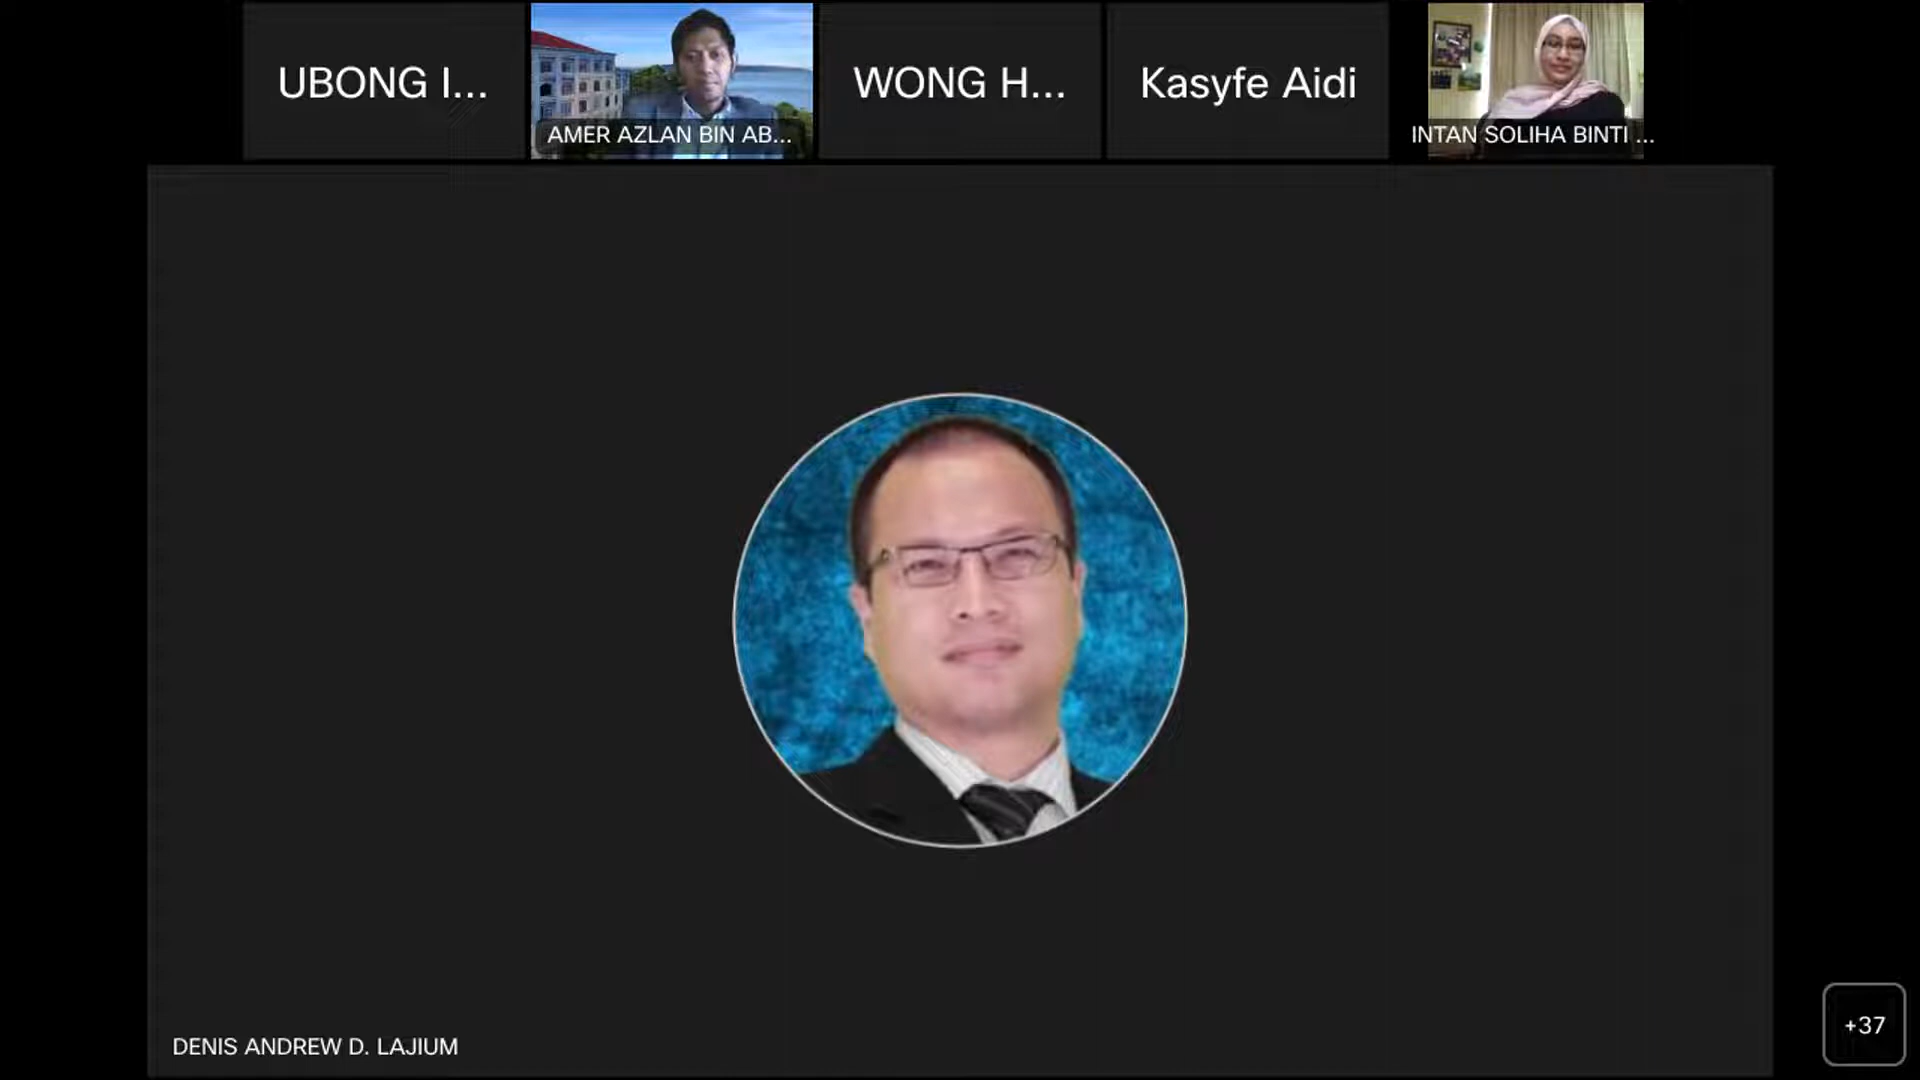 UBONG I...
AMER AZLAN BIN AB...
WONG H...
Kasyfe Aidi
INTAN SOLIHA BINTI ...
DENIS ANDREW D. LAJIUM
+37